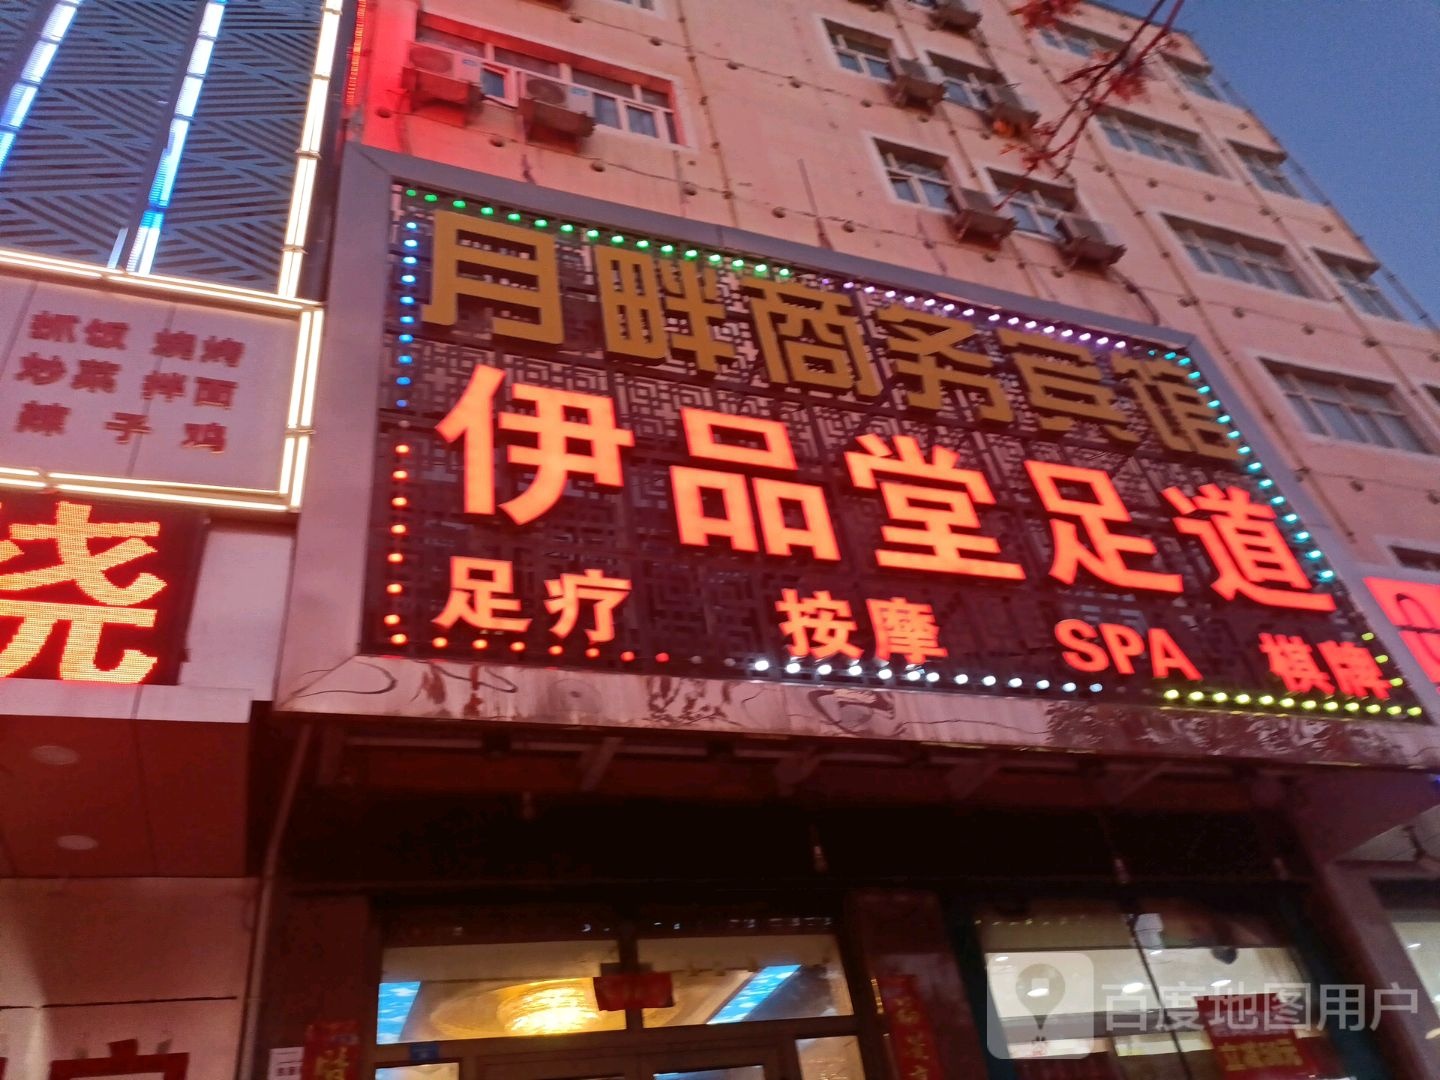 月畔商务宾馆
伊品堂足道
足疗 按摩 SPA 棋牌
抓饭 烧烤
炒菜 拌面
辣子鸡
烧
百度地图用户